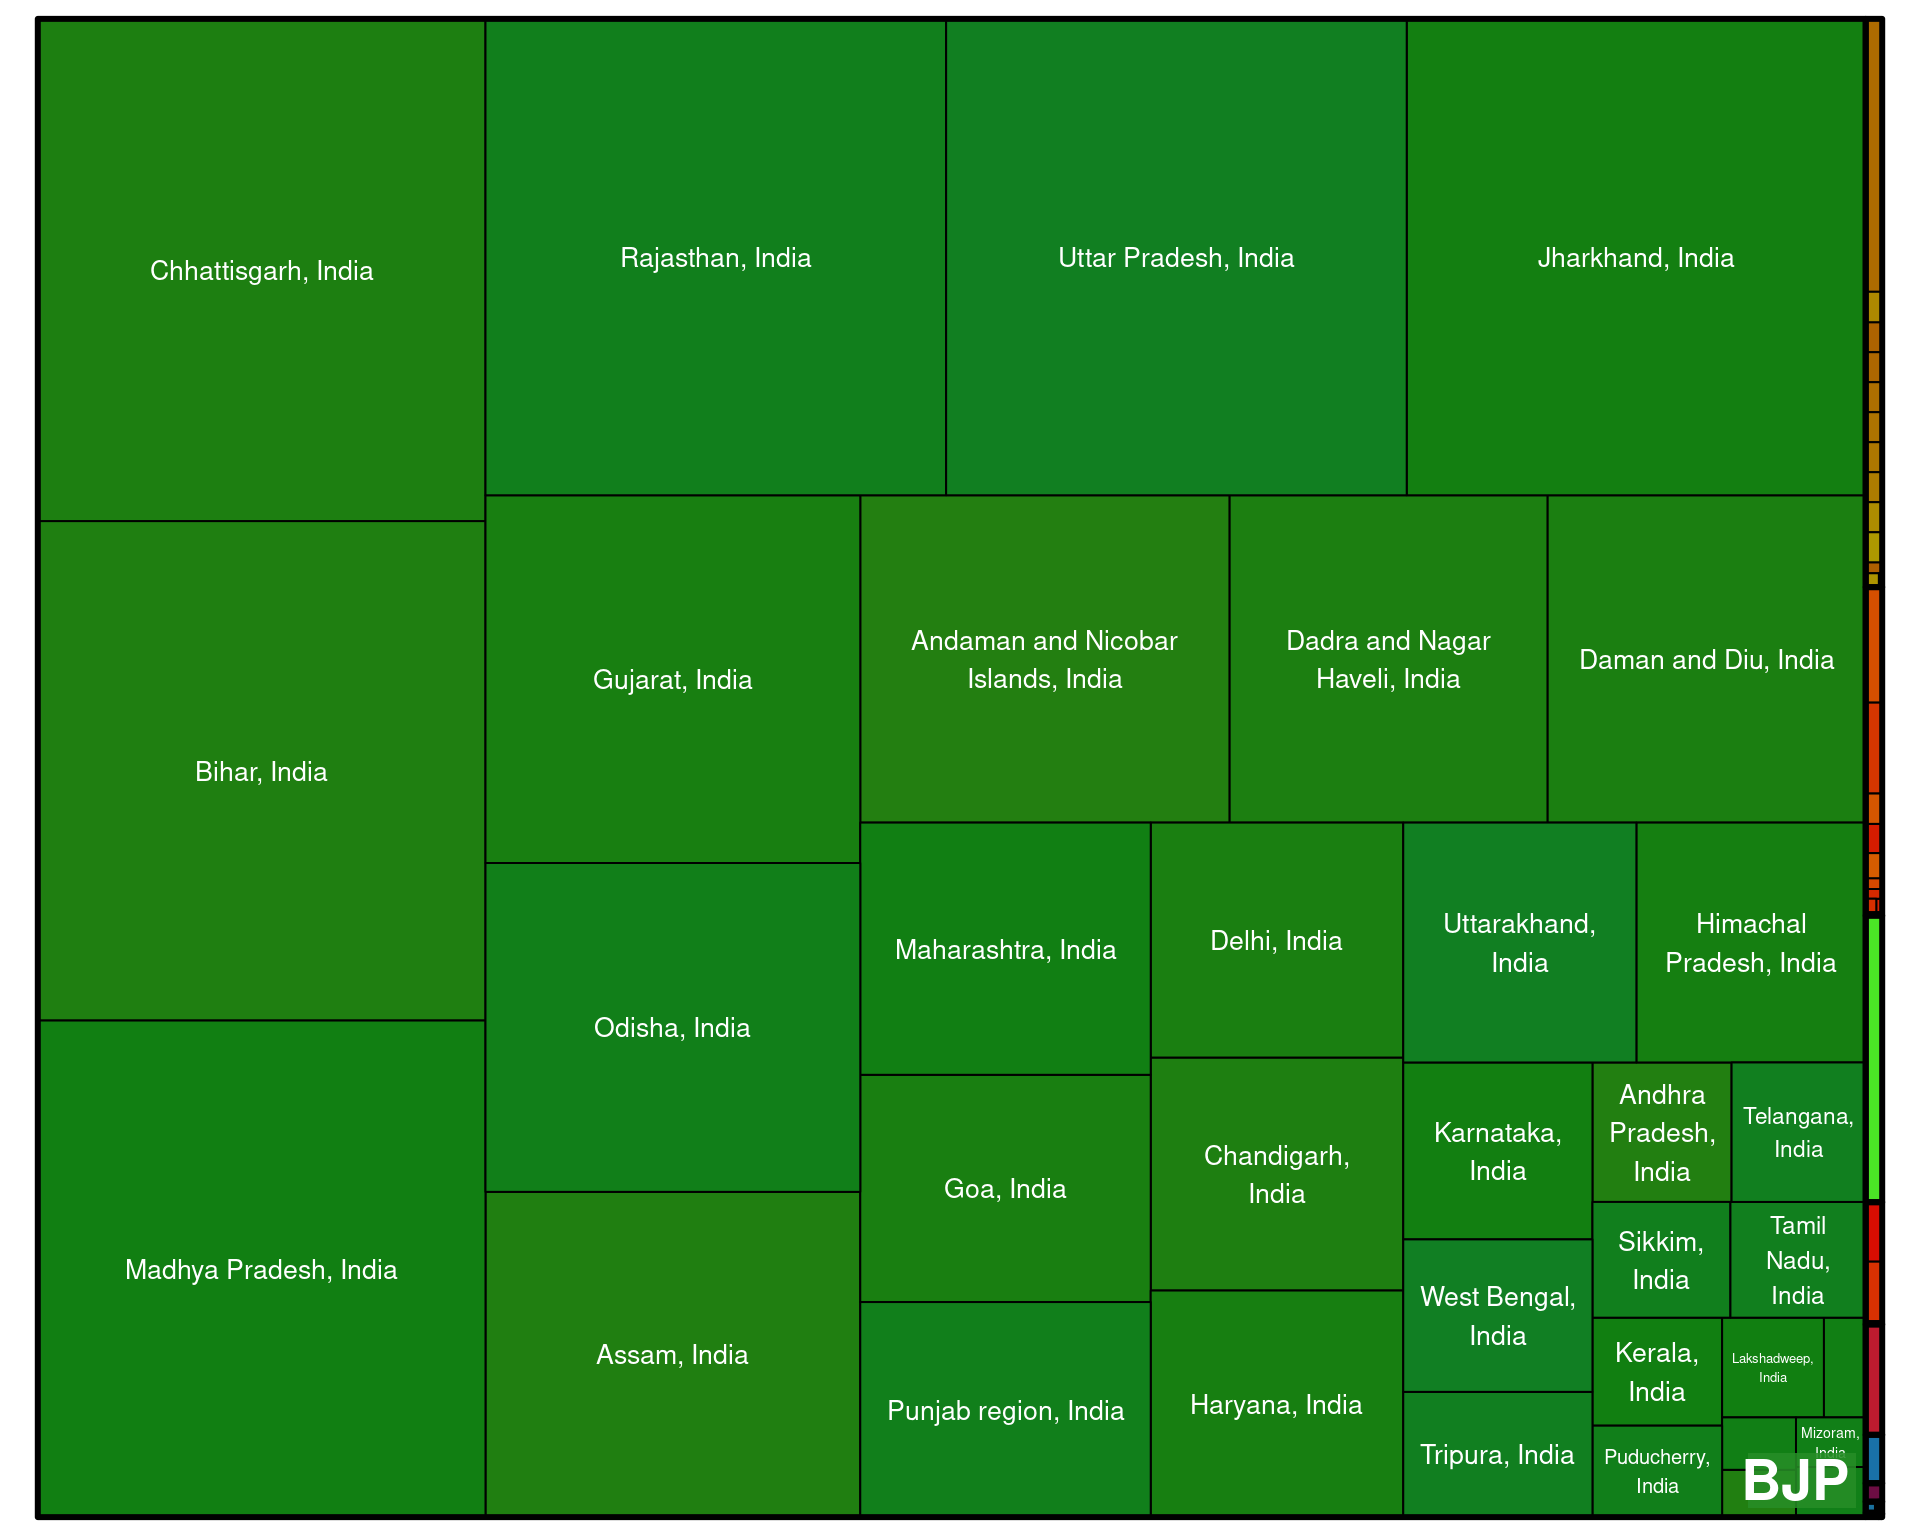 Chhattisgarh, India
Rajasthan, India
Uttar Pradesh, India
Jharkhand, India
Bihar, India
Gujarat, India
Andaman and Nicobar
Islands, India
Dadra and Nagar
Haveli, India
Daman and Diu, India
Madhya Pradesh, India
Odisha, India
Assam, India
Maharashtra, India
Goa, India
Punjab region, India
Delhi, India
Chandigarh,
India
Haryana, India
Uttarakhand,
India
Himachal
Pradesh, India
Karnataka,
India
West Bengal,
India
Tripura, India
Andhra
Pradesh,
India
Telangana,
India
Sikkim,
India
Tamil
Nadu,
India
Kerala,
India
Puducherry,
India
Lakshadweep,
India
Mizoram,
India
BJP